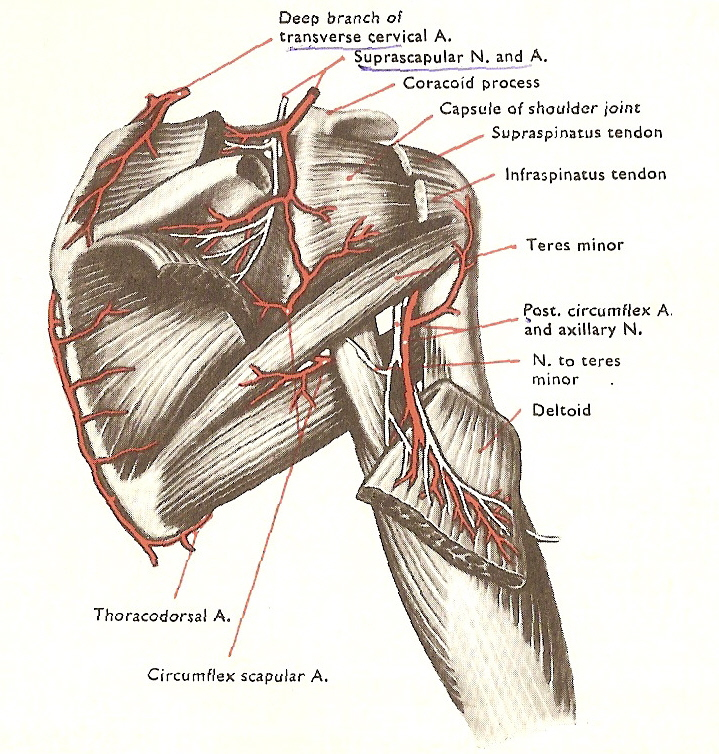 Deep branch of
transverse cervical A.
Suprascapular N. and A.
Coracoid process
Capsule of shoulder joint
Supraspinatus tendon
Infraspinatus tendon
Teres minor
Post. circumflex A.
and axillary N.
N. to teres
minor
Deltoid
Thoracodorsal A.
Circumflex scapular A.